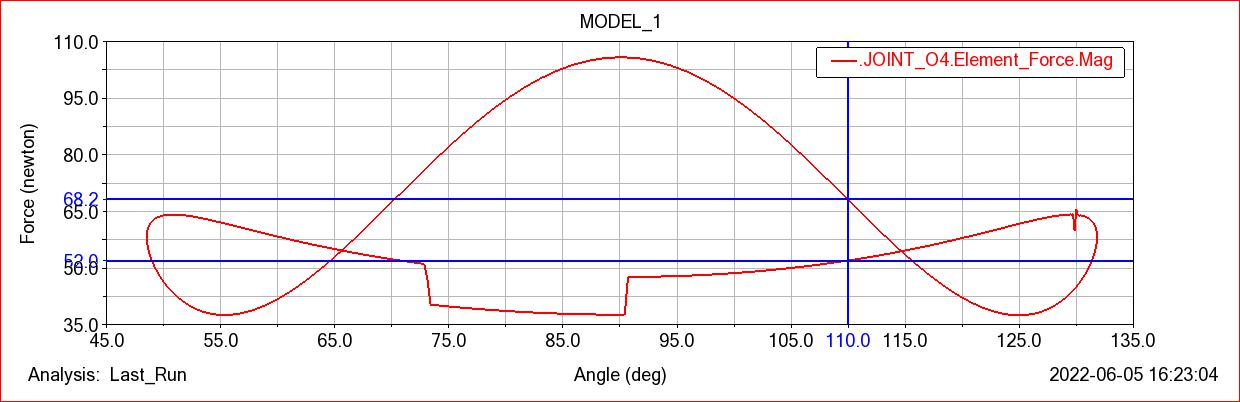 MODEL_1
.JOINT_O4.Element_Force.Mag
Force (newton)
110.0
95.0
80.0
68.2
65.0
52.0
50.0
35.0
45.0 55.0 65.0 75.0 85.0 95.0 105.0 110.0 115.0 125.0 135.0
Analysis: Last_Run Angle (deg) 2022-06-05 16:23:04